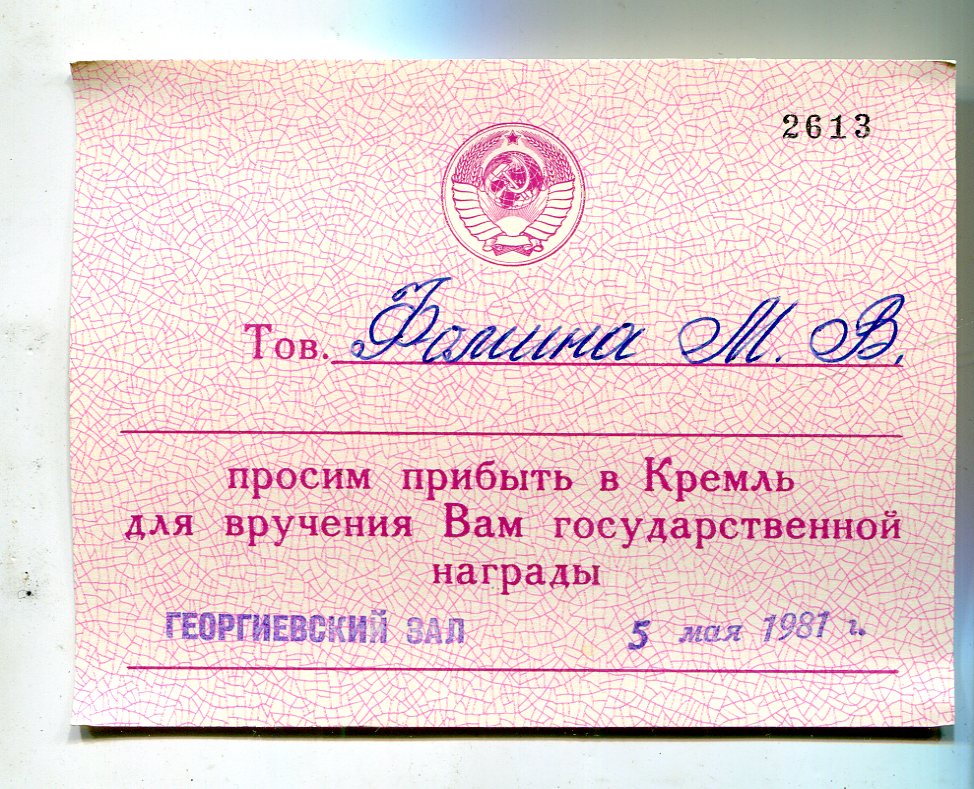 2613
Тов. Фомина М. В.
просим прибыть в Кремль
для вручения Вам государственной
награды
ГЕОРГИЕВСКИЙ ЗАЛ 5 мая 1981 г.